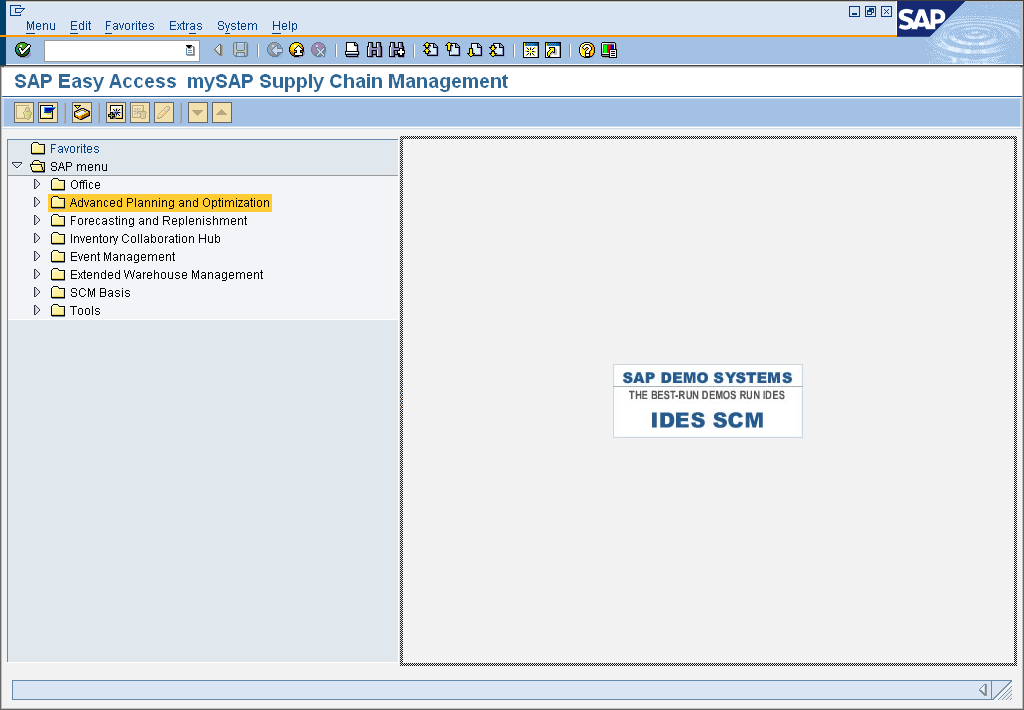 Menu Edit Favorites Extras System Help
SAP
SAP Easy Access mySAP Supply Chain Management
Favorites
SAP menu
Office
Advanced Planning and Optimization
Forecasting and Replenishment
Inventory Collaboration Hub
Event Management
Extended Warehouse Management
SCM Basis
Tools
SAP DEMO SYSTEMS
THE BEST-RUN DEMOS RUN IDES
IDES SCM